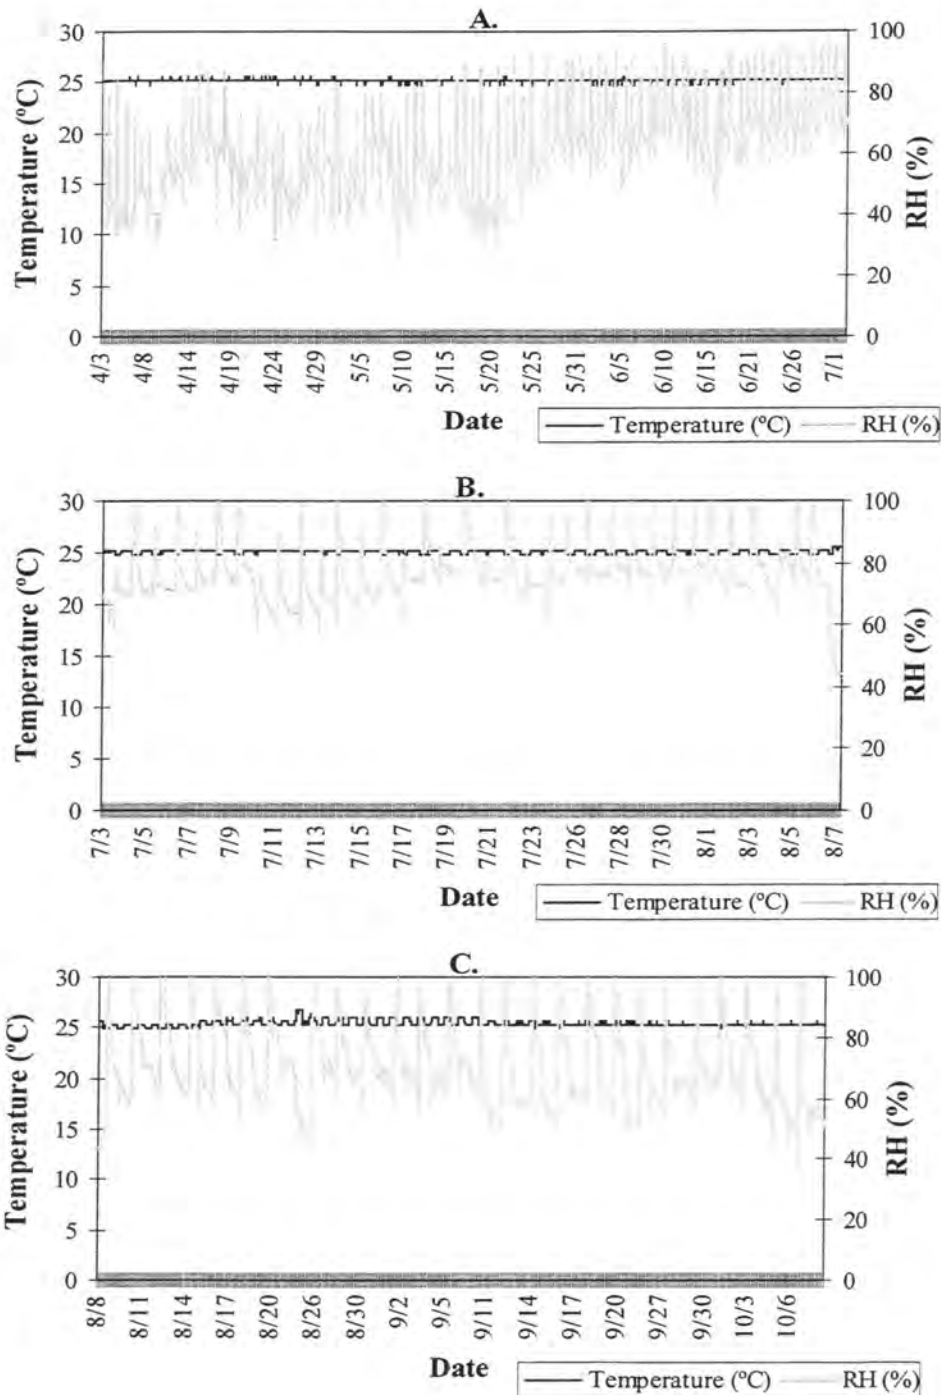 A.
30
25
20
15
10
5
0
Temperature (ºC)
100
80
60
40
20
0
RH (%)
4/3 4/8 4/14 4/19 4/24 4/29 5/5 5/10 5/15 5/20 5/25 5/31 6/5 6/10 6/15 6/21 6/26 7/1
Date
Temperature (ºC) RH (%)
B.
30
25
20
15
10
5
0
Temperature (ºC)
100
80
60
40
20
0
RH (%)
7/3 7/5 7/7 7/9 7/11 7/13 7/15 7/17 7/19 7/21 7/23 7/26 7/28 7/30 8/1 8/3 8/5 8/7
Date
Temperature (ºC) RH (%)
C.
30
25
20
15
10
5
0
Temperature (ºC)
100
80
60
40
20
0
RH (%)
8/8 8/11 8/14 8/17 8/20 8/26 8/30 9/2 9/5 9/11 9/14 9/17 9/20 9/27 9/30 10/3 10/6
Date
Temperature (ºC) RH (%)